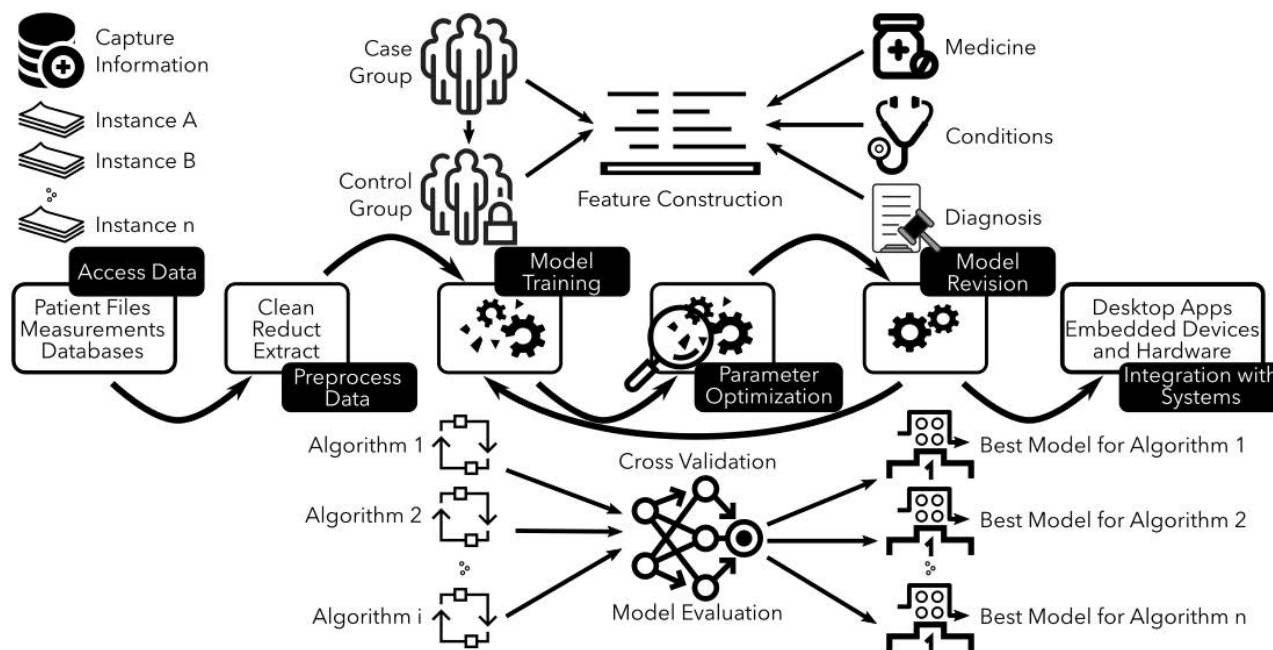 Capture
Information
Instance A
Instance B
Instance n
Case
Group
Control
Group
Feature Construction
Medicine
Conditions
Diagnosis
Access Data
Patient Files
Measurements
Databases
Clean
Reduct
Extract
Preprocess
Data
Model
Training
Parameter
Optimization
Model
Revision
Desktop Apps
Embedded Devices
and Hardware
Integration with
Systems
Algorithm 1
Algorithm 2
Algorithm i
Cross Validation
Model Evaluation
1
Best Model for Algorithm 1
1
Best Model for Algorithm 2
1
Best Model for Algorithm n